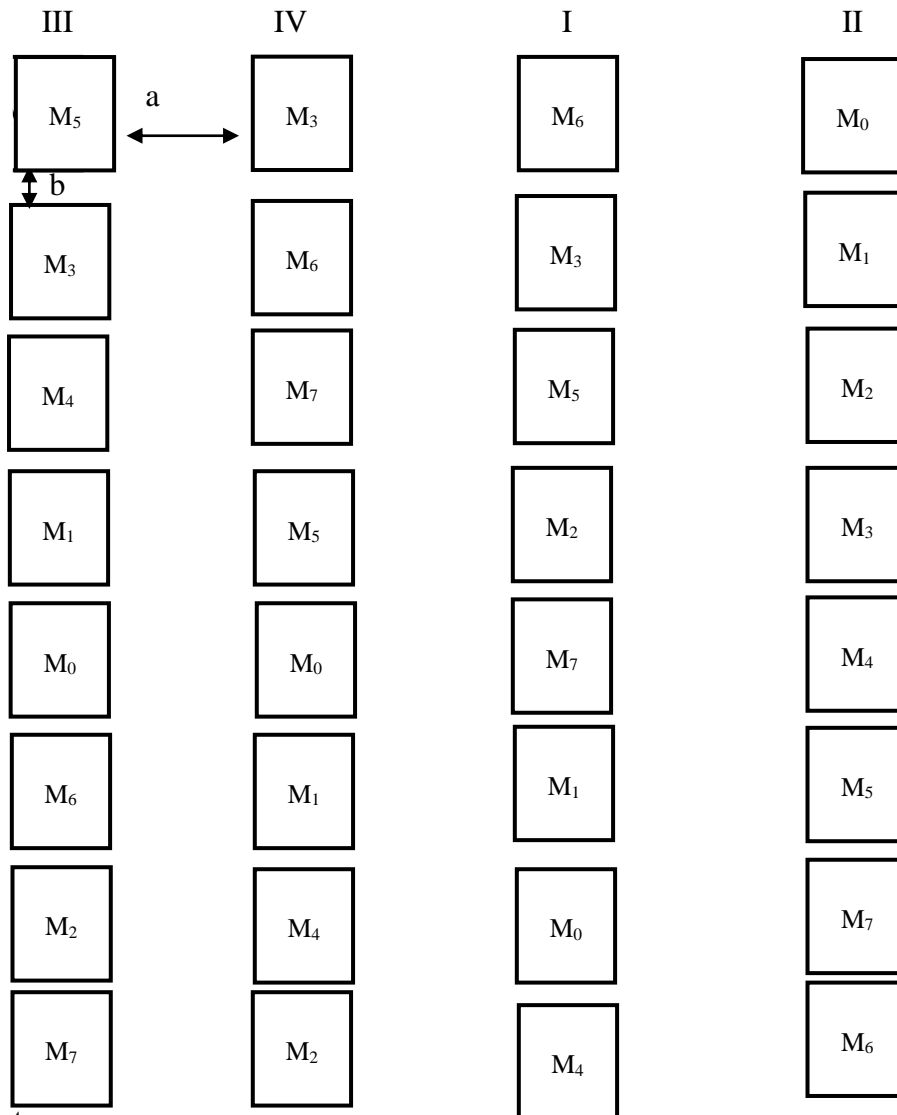 III IV I II
M₅ a M₃ M₆ M₀
b
M₃ M₆ M₃ M₁
M₄ M₇ M₅ M₂
M₁ M₅ M₂ M₃
M₀ M₀ M₇ M₄
M₆ M₁ M₁ M₅
M₂ M₄ M₀ M₇
M₇ M₂ M₄ M₆